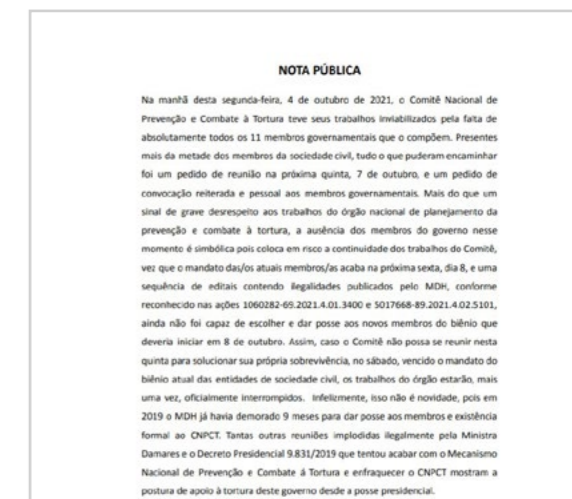 NOTA PÚBLICA
Na manhã desta segunda-feira, 4 de outubro de 2021, o Comitê Nacional de
Prevenção e Combate à Tortura teve seus trabalhos inviabilizados pela falta de
absolutamente todos os 11 membros governamentais que o compõem. Presentes
mais da metade dos membros da sociedade civil, tudo o que puderam encaminhar
foi um pedido de reunião na próxima quinta, 7 de outubro, e um pedido de
convocação reiterada e pessoal aos membros governamentais. Mais do que um
sinal de grave desrespeito aos trabalhos do órgão nacional de planejamento da
prevenção e combate à tortura, a ausência dos membros do governo nesse
momento é simbólica pois coloca em risco a continuidade dos trabalhos do Comitê,
vez que o mandato das/os atuais membros/as acaba na próxima sexta, dia 8, e uma
sequência de editais contendo ilegalidades publicados pelo MDH, conforme
reconhecido nas ações 1060282-69.2021.4.01.3400 e 5017668-89.2021.4.02.5101,
ainda não foi capaz de escolher e dar posse aos novos membros do biênio que
deveria iniciar em 8 de outubro. Assim, caso o Comitê não possa se reunir nesta
quinta para solucionar sua própria sobrevivência, no sábado, vencido o mandato do
biênio atual das entidades de sociedade civil, os trabalhos do órgão estarão, mais
uma vez, oficialmente interrompidos. Infelizmente, isso não é novidade, pois em
2019 o MDH já havia demorado 9 meses para dar posse aos membros e existência
formal ao CNPCT. Tantas outras reuniões implodidas ilegalmente pela Ministra
Damares e o Decreto Presidencial 9.831/2019 que tentou acabar com o Mecanismo
Nacional de Prevenção e Combate á Tortura e enfraquecer o CNPCT mostram a
postura de apoio à tortura deste governo desde a posse presidencial.